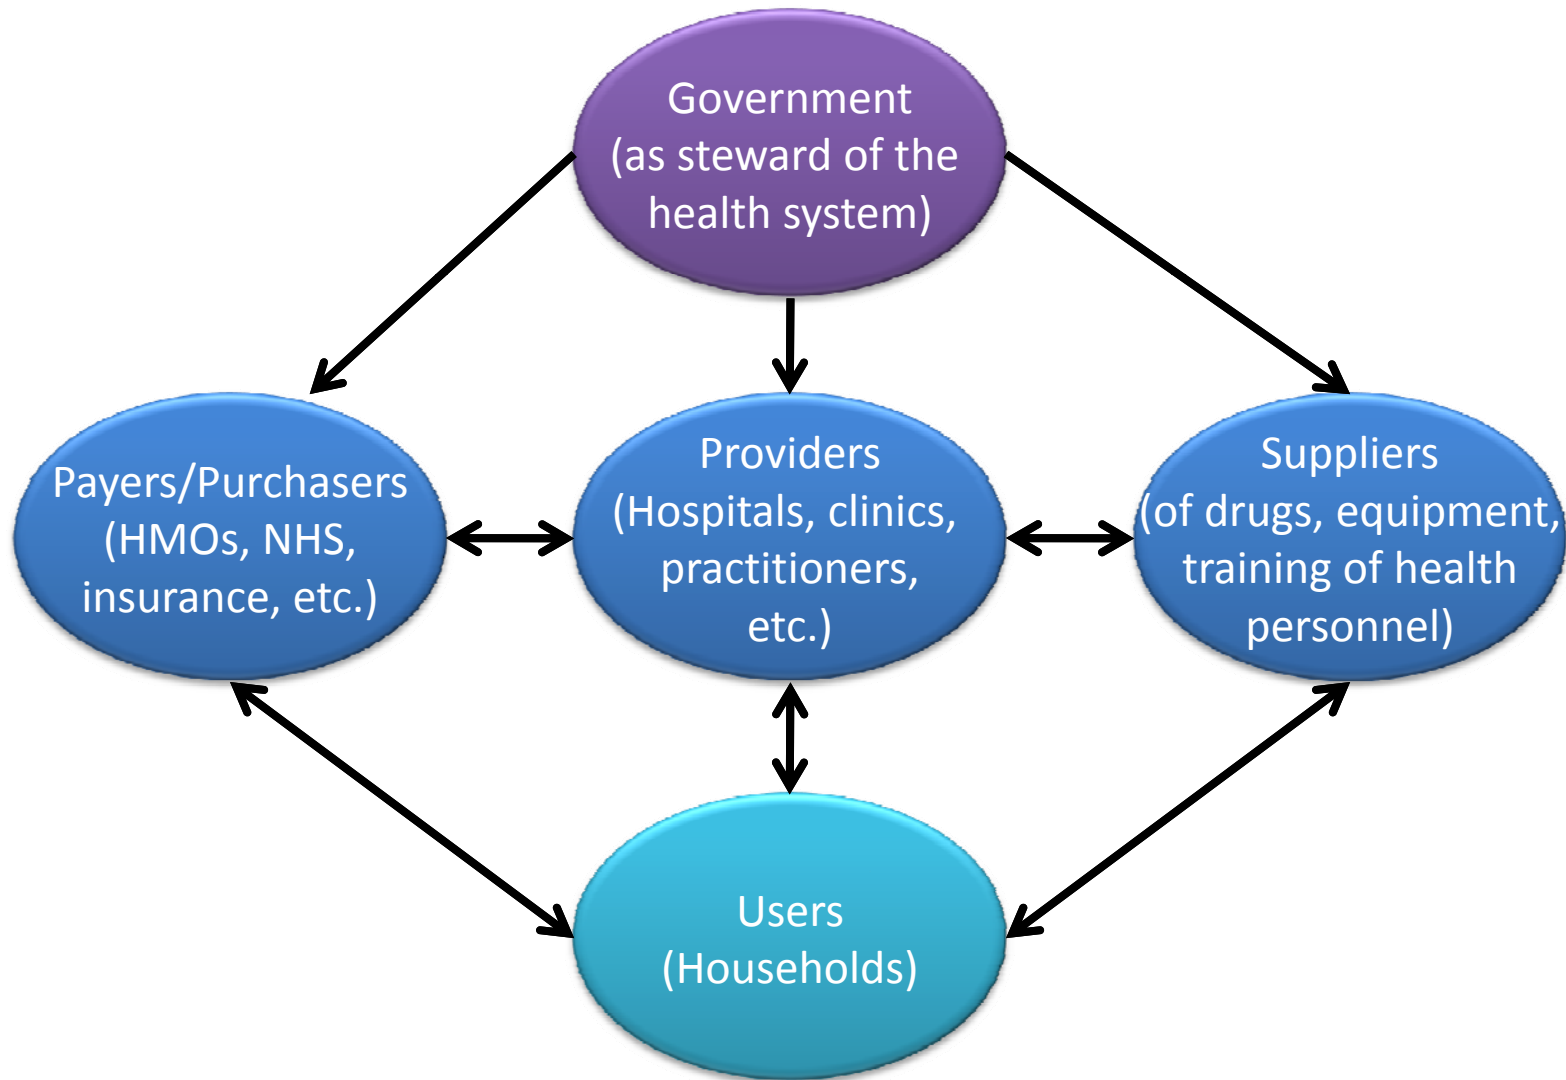 Government
(as steward of the
health system)
Payers/Purchasers
(HMOs, NHS,
insurance, etc.)
Providers
(Hospitals, clinics,
practitioners,
etc.)
Suppliers
(of drugs, equipment,
training of health
personnel)
Users
(Households)